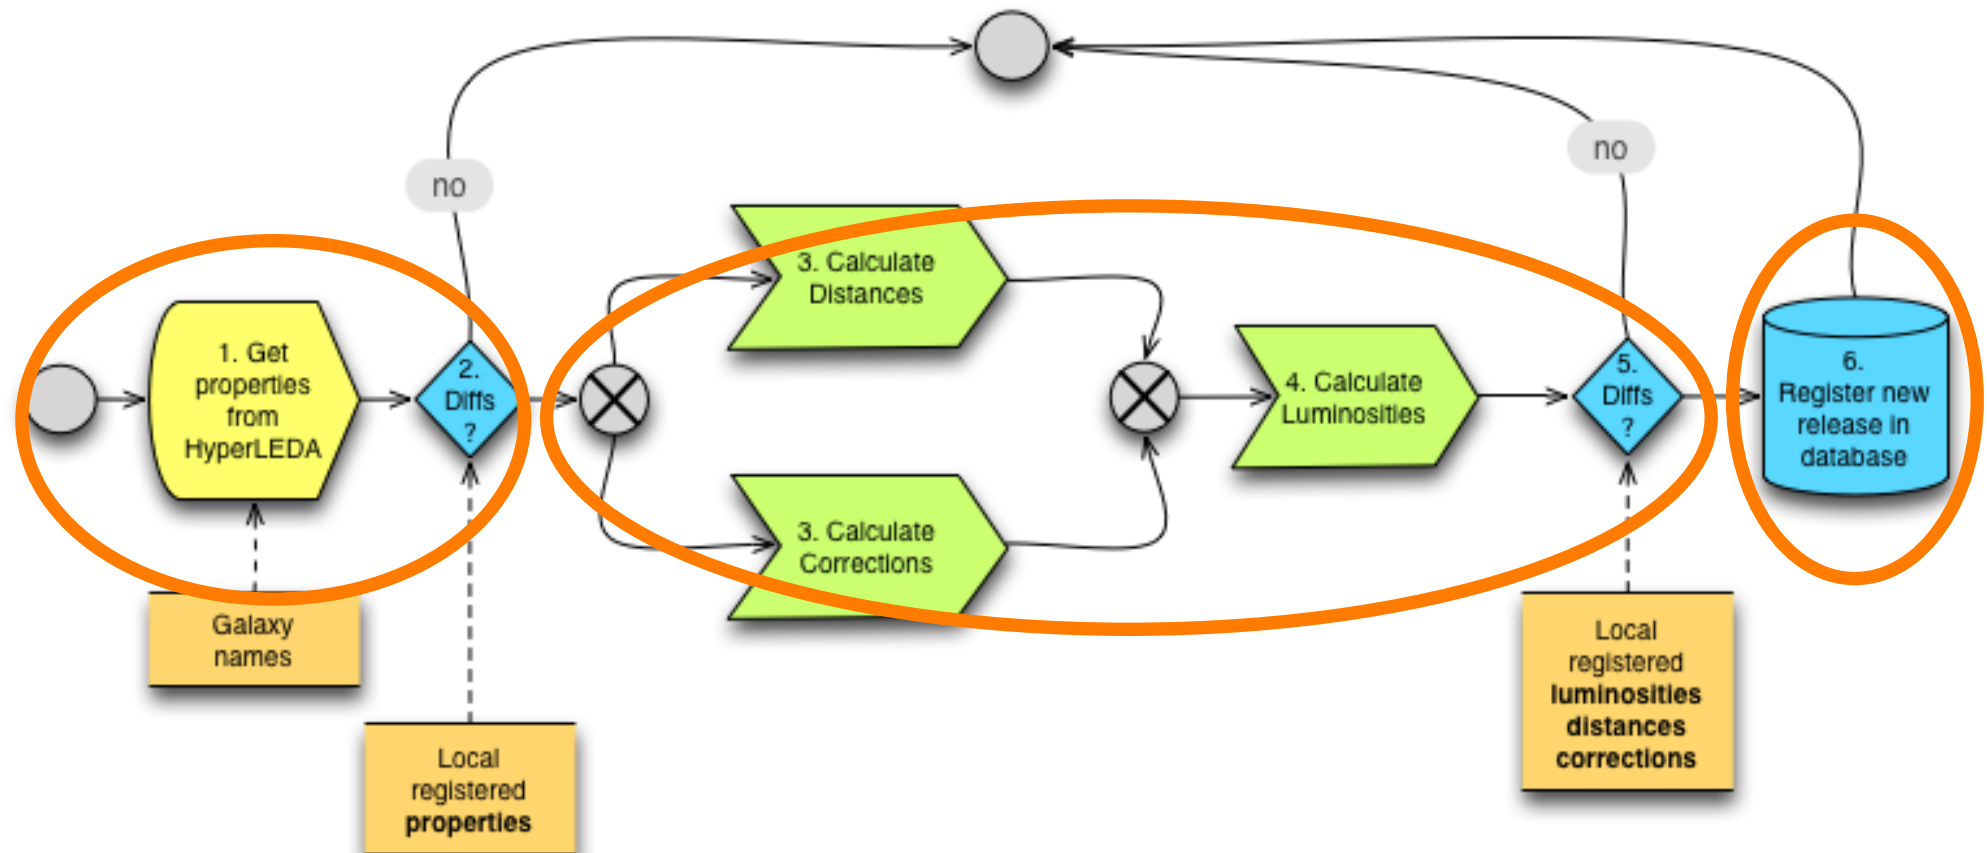 no
no
1. Get
properties
from
HyperLEDA
2.
Diffs
?
3. Calculate
Distances
3. Calculate
Corrections
4. Calculate
Luminosities
5.
Diffs
?
6.
Register new
release in
database
Galaxy
names
Local
registered
properties
Local
registered
luminosities
distances
corrections